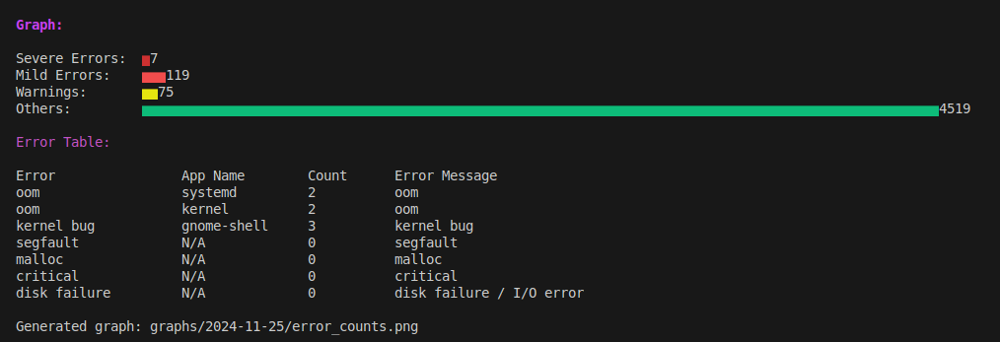 Graph:
Severe Errors: 7
Mild Errors: 119
Warnings: 75
Others: 4519
Error Table:
Error App Name Count Error Message
oom systemd 2 oom
oom kernel 2 oom
kernel bug gnome-shell 3 kernel bug
segfault N/A 0 segfault
malloc N/A 0 malloc
critical N/A 0 critical
disk failure N/A 0 disk failure / I/O error
Generated graph: graphs/2024-11-25/error_counts.png